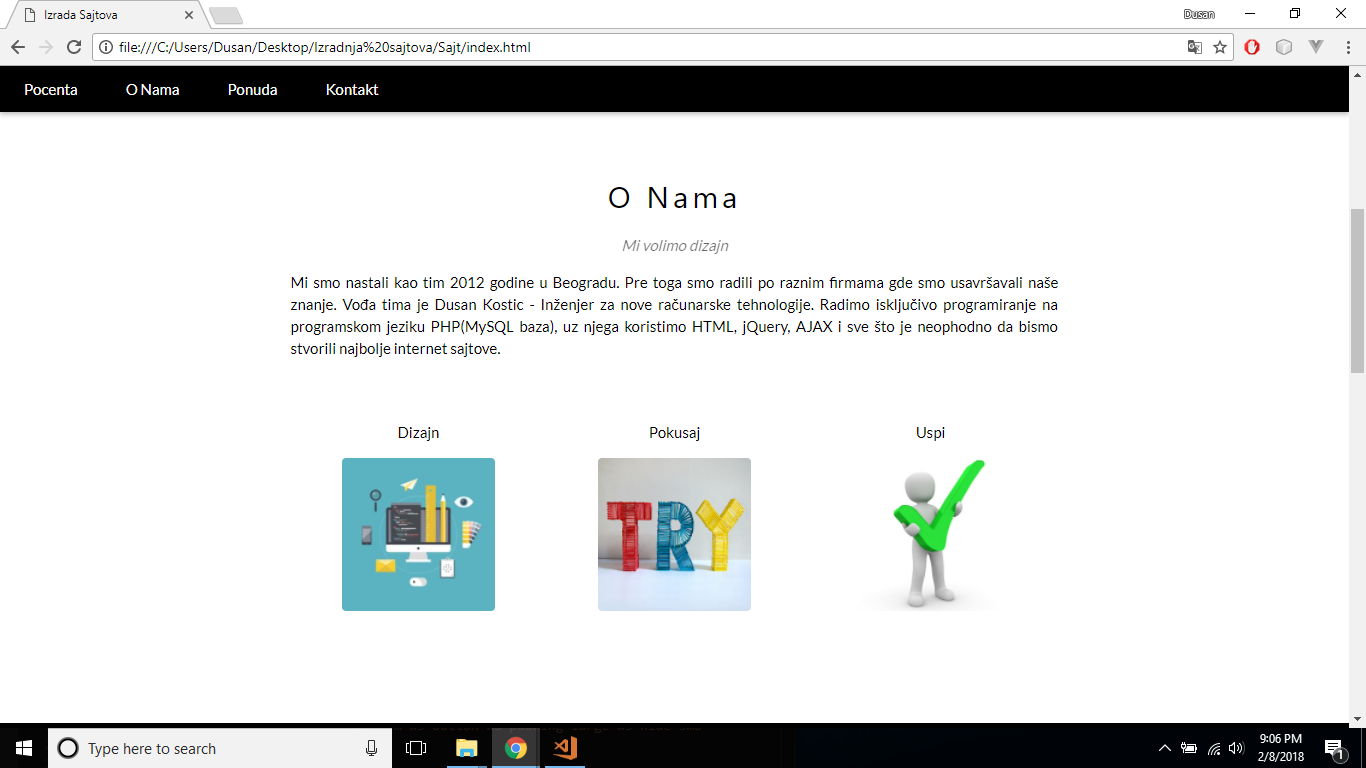 Izrada Sajtova
Dusan
file:///C:/Users/Dusan/Desktop/Izradnja%20sajtova/Sajt/index.html
Pocenta O Nama Ponuda Kontakt
O Nama
Mi volimo dizajn
Mi smo nastali kao tim 2012 godine u Beogradu. Pre toga smo radili po raznim firmama gde smo usavršavali naše
znanje. Vođa tima je Dusan Kostic - Inženjer za nove računarske tehnologije. Radimo isključivo programiranje na
programskom jeziku PHP(MySQL baza), uz njega koristimo HTML, jQuery, AJAX i sve što je neophodno da bismo
stvorili najbolje internet sajtove.
Dizajn Pokusaj Uspi
TRY
Type here to search
9:06 PM
2/8/2018
1